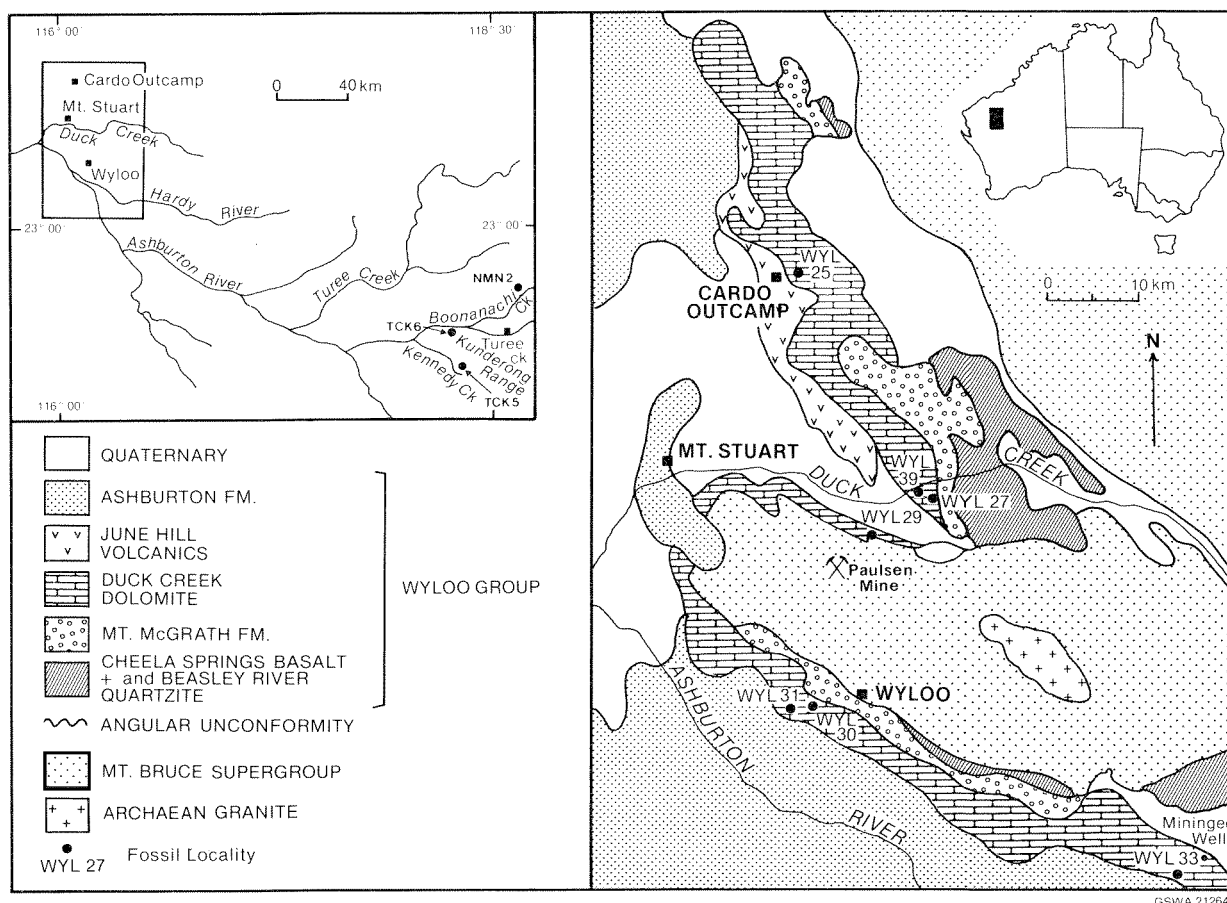 116° 00'
118° 30'
Cardo Outcamp
Mt. Stuart
Duck Creek
Wyloo
0 40 km
Hardy River
23° 00'
23° 00'
Ashburton River
Turee Creek
NMN 2
Boonanachi Ck
TCK6
Kunderong Range
Turee ck
Kennedy Ck
TCK5
116° 00'
QUATERNARY
ASHBURTON FM.
JUNE HILL
VOLCANICS
DUCK CREEK
DOLOMITE
MT. McGRATH FM.
CHEELA SPRINGS BASALT
+ and BEASLEY RIVER
QUARTZITE
WYLOO GROUP
ANGULAR UNCONFORMITY
MT. BRUCE SUPERGROUP
ARCHAEAN GRANITE
WYL 27 Fossil Locality
0 10 km
N
WYL
25
CARDO
OUTCAMP
MT. STUART
DUCK CREEK
WYL
39
WYL 27
WYL 29
Paulsen
Mine
ASHBURTON RIVER
WYLOO
WYL 31
WYL
30
Miningee
Well
WYL 33
GSWA 21264